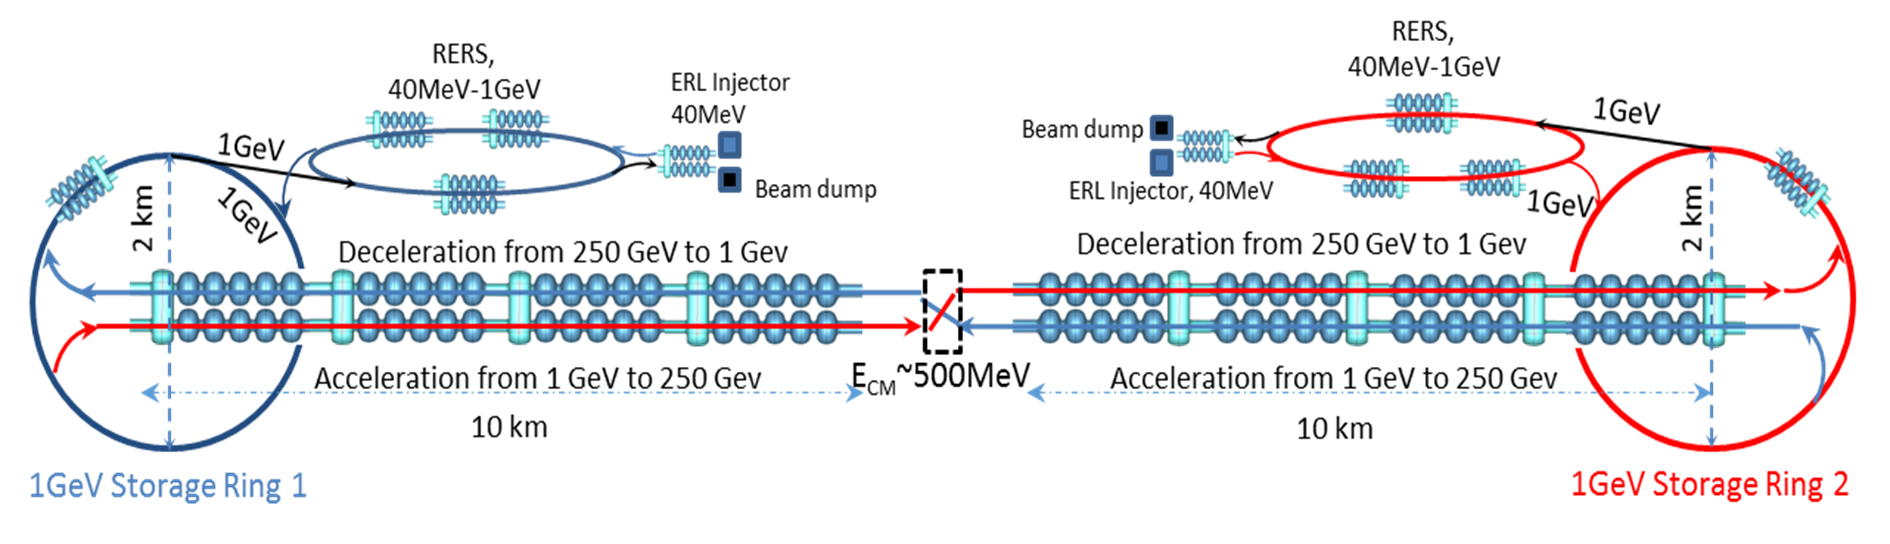 RERS,
40MeV-1GeV
ERL Injector
40MeV
Beam dump
1GeV
1GeV
2 km
Deceleration from 250 GeV to 1 Gev
Acceleration from 1 GeV to 250 Gev
10 km
1GeV Storage Ring 1
E_CM~500MeV
RERS,
40MeV-1GeV
Beam dump
ERL Injector, 40MeV
1GeV
1GeV
2 km
Deceleration from 250 GeV to 1 Gev
Acceleration from 1 GeV to 250 Gev
10 km
1GeV Storage Ring 2